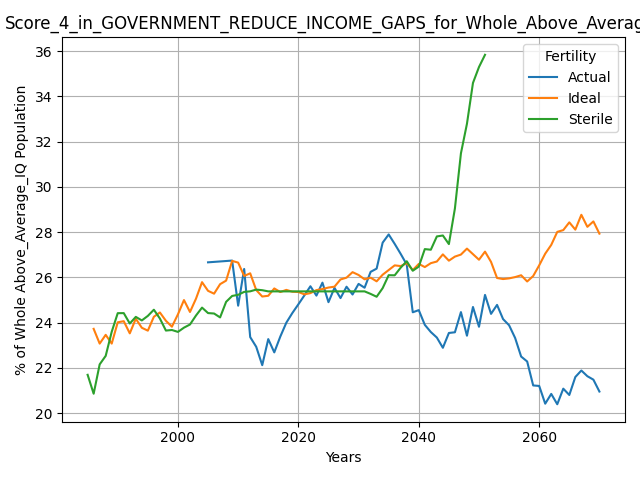 Score_4_in_GOVERNMENT_REDUCE_INCOME_GAPS_for_Whole_Above_Averag
% of Whole Above_Average_IQ Population
36
34
32
30
28
26
24
22
20
Fertility
Actual
Ideal
Sterile
2000
2020
2040
2060
Years